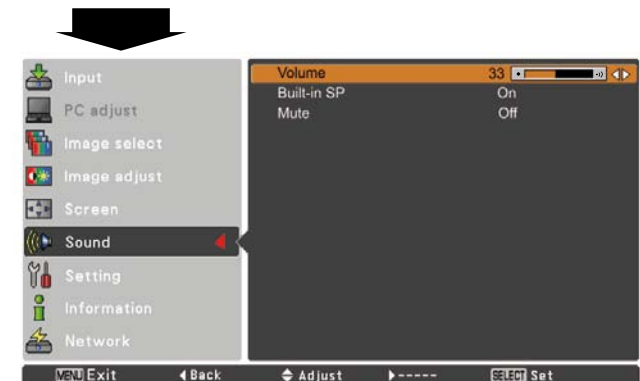 Input
PC adjust
Image select
Image adjust
Screen
Sound
Setting
Information
Network
Volume 33
Built-in SP On
Mute Off
MENU Exit Back Adjust ----- SELECT Set